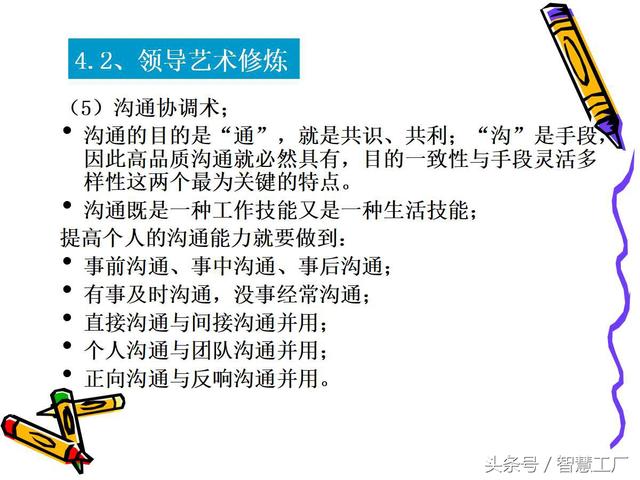 4.2、领导艺术修炼
（5）沟通协调术；
• 沟通的目的是“通”，就是共识、共利；“沟”是手段，
因此高品质沟通就必然具有，目的一致性与手段灵活多
样性这两个最为关键的特点。
• 沟通既是一种工作技能又是一种生活技能；
提高个人的沟通能力就要做到：
• 事前沟通、事中沟通、事后沟通；
• 有事及时沟通，没事经常沟通；
• 直接沟通与间接沟通并用；
• 个人沟通与团队沟通并用；
• 正向沟通与反响沟通并用。
头条号／智慧工厂